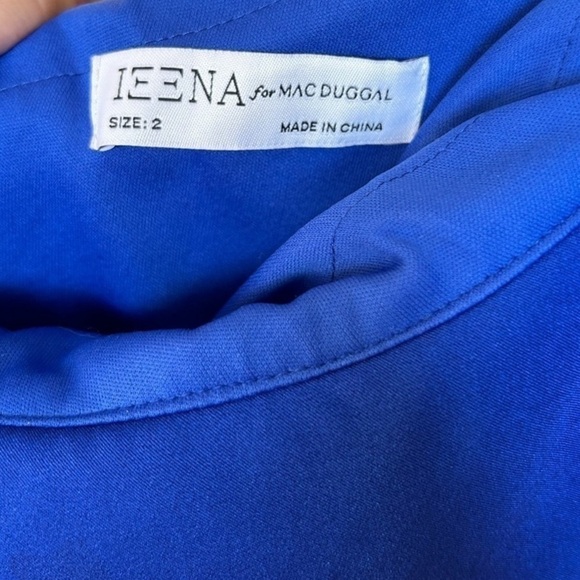 IEENA for MAC DUGGAL
SIZE: 2 MADE IN CHINA